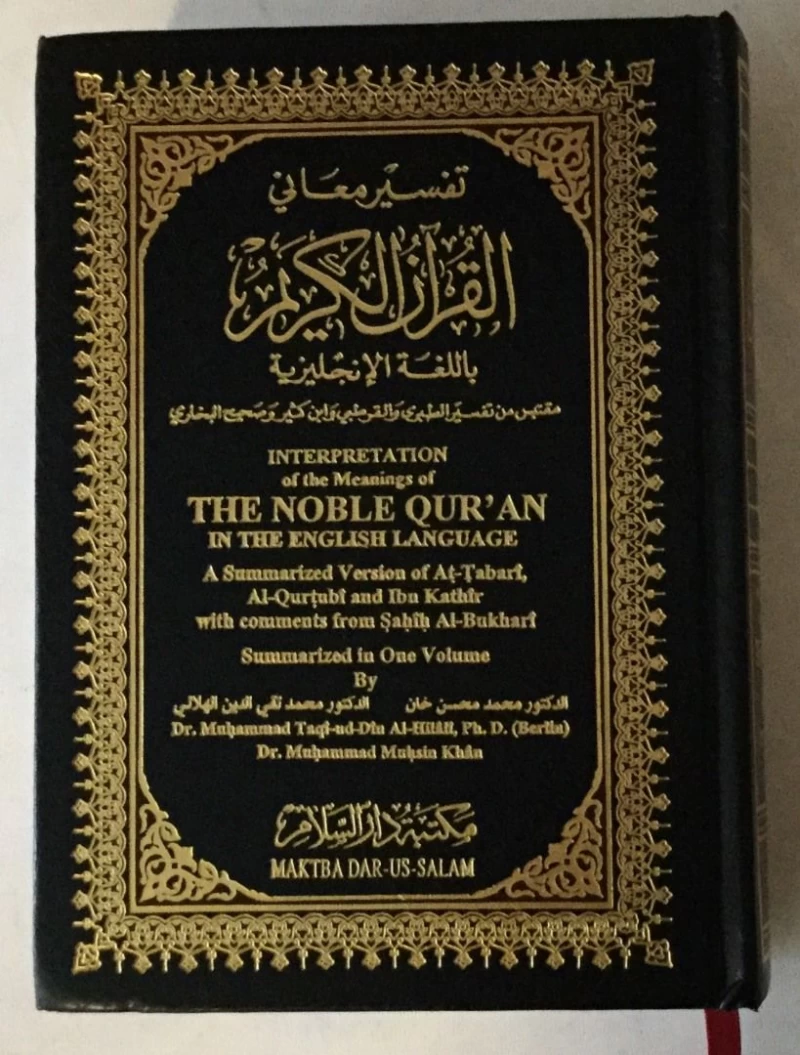 تفسير معاني
القرآن الكريم
باللغة الإنجليزية
مقتبس من تفسير الطبري والقرطبي وابن كثير وصحيح البخاري
INTERPRETATION
of the Meanings of
THE NOBLE QUR'AN
IN THE ENGLISH LANGUAGE
A Summarized Version of Aṭ-Ṭabarî,
Al-Qurṭubî and Ibn Kathîr
with comments from Ṣaḥîḥ Al-Bukharî
Summarized in One Volume
By
الدكتور محمد محسن خان الدكتور محمد تقي الدين الهلالي
Dr. Muḥammad Taqî-ud-Dîn Al-Hilâlî, Ph. D. (Berlin)
Dr. Muḥammad Muḥsin Khân
مكتبة دار السلام
MAKTBA DAR-US-SALAM